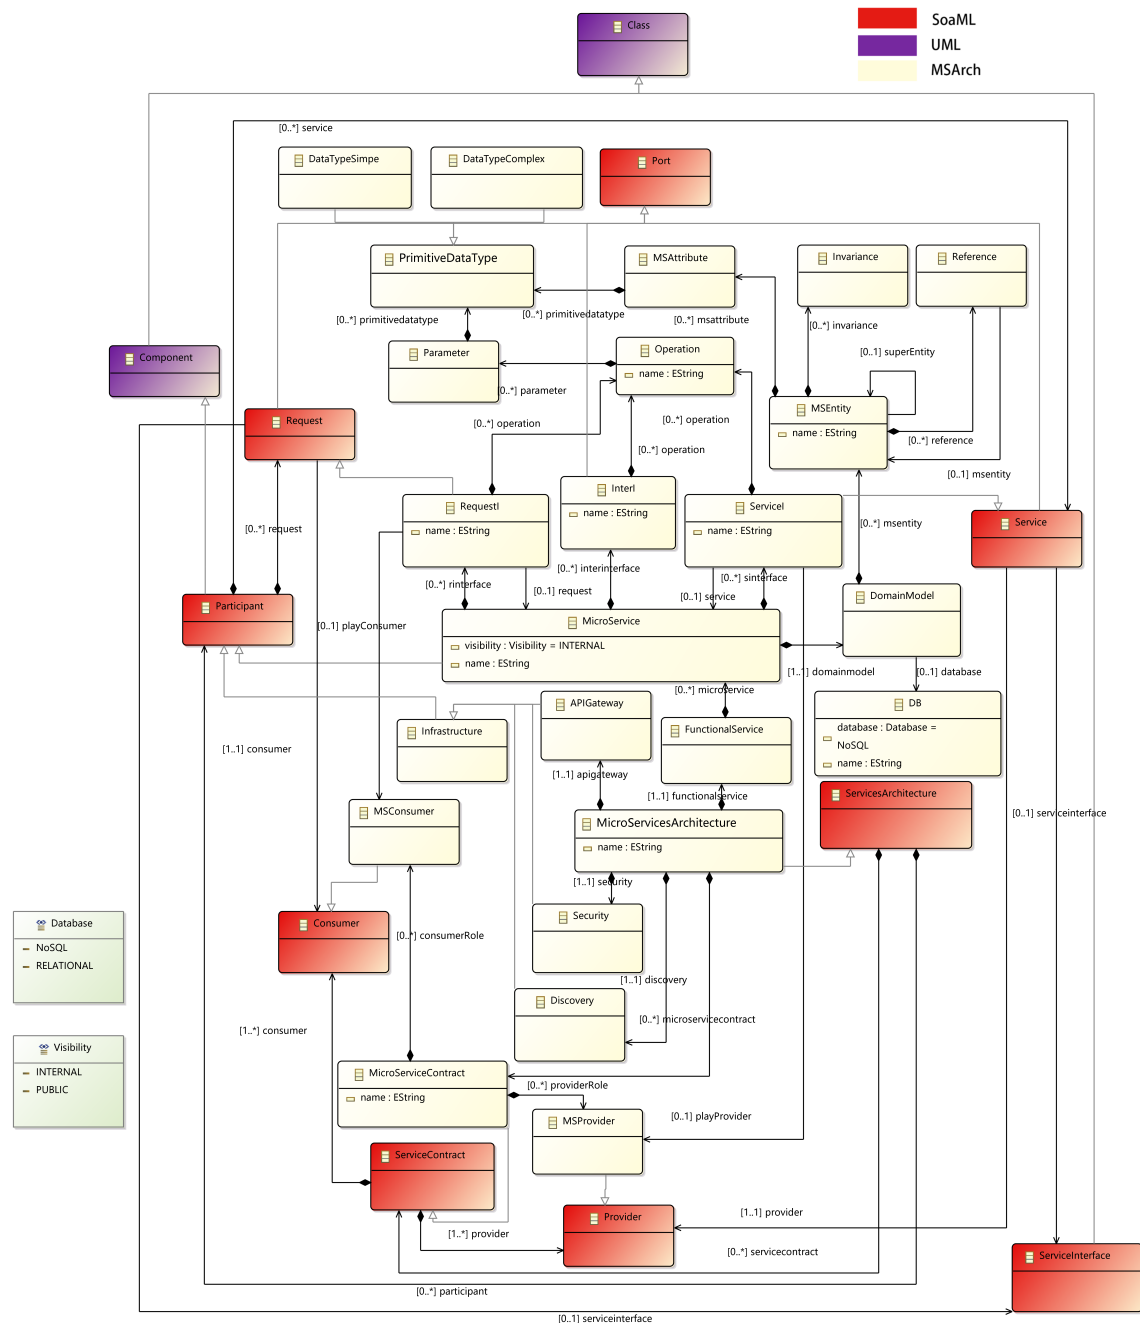 Class
SoaML
UML
MSArch
[0..*] service
DataTypeSimpe
DataTypeComplex
Port
PrimitiveDataType
MSAttribute
Invariance
Reference
[0..*] primitivedatatype
[0..*] primitivedatatype
[0..*] msattribute
[0..*] invariance
Component
Parameter
Operation
name : EString
[0..1] superEntity
[0..*] parameter
MSEntity
name : EString
Request
[0..*] operation
[0..*] operation
[0..*] operation
[0..*] reference
[0..1] msentity
RequestI
name : EString
InterI
name : EString
ServiceI
name : EString
Service
[0..*] request
[0..*] msentity
[0..*] rinterface
[0..*] interinterface
[0..*] sinterface
[0..1] request
[0..1] service
DomainModel
Participant
[0..1] playConsumer
MicroService
visibility : Visibility = INTERNAL
name : EString
[1..1] domainmodel
[0..1] database
[0..*] microservice
APIGateway
DB
database : Database =
NoSQL
name : EString
Infrastructure
FunctionalService
[1..1] consumer
[1..1] apigateway
[1..1] functionalservice
ServicesArchitecture
MSConsumer
MicroServicesArchitecture
name : EString
[0..1] serviceinterface
[1..1] security
Database
NoSQL
RELATIONAL
Consumer
[0..*] consumerRole
Security
[1..1] discovery
Discovery
[0..*] microservicecontract
[1..*] consumer
Visibility
INTERNAL
PUBLIC
MicroServiceContract
name : EString
[0..*] providerRole
MSProvider
[0..1] playProvider
ServiceContract
Provider
[1..1] provider
[1..*] provider
[0..*] servicecontract
ServiceInterface
[0..*] participant
[0..1] serviceinterface